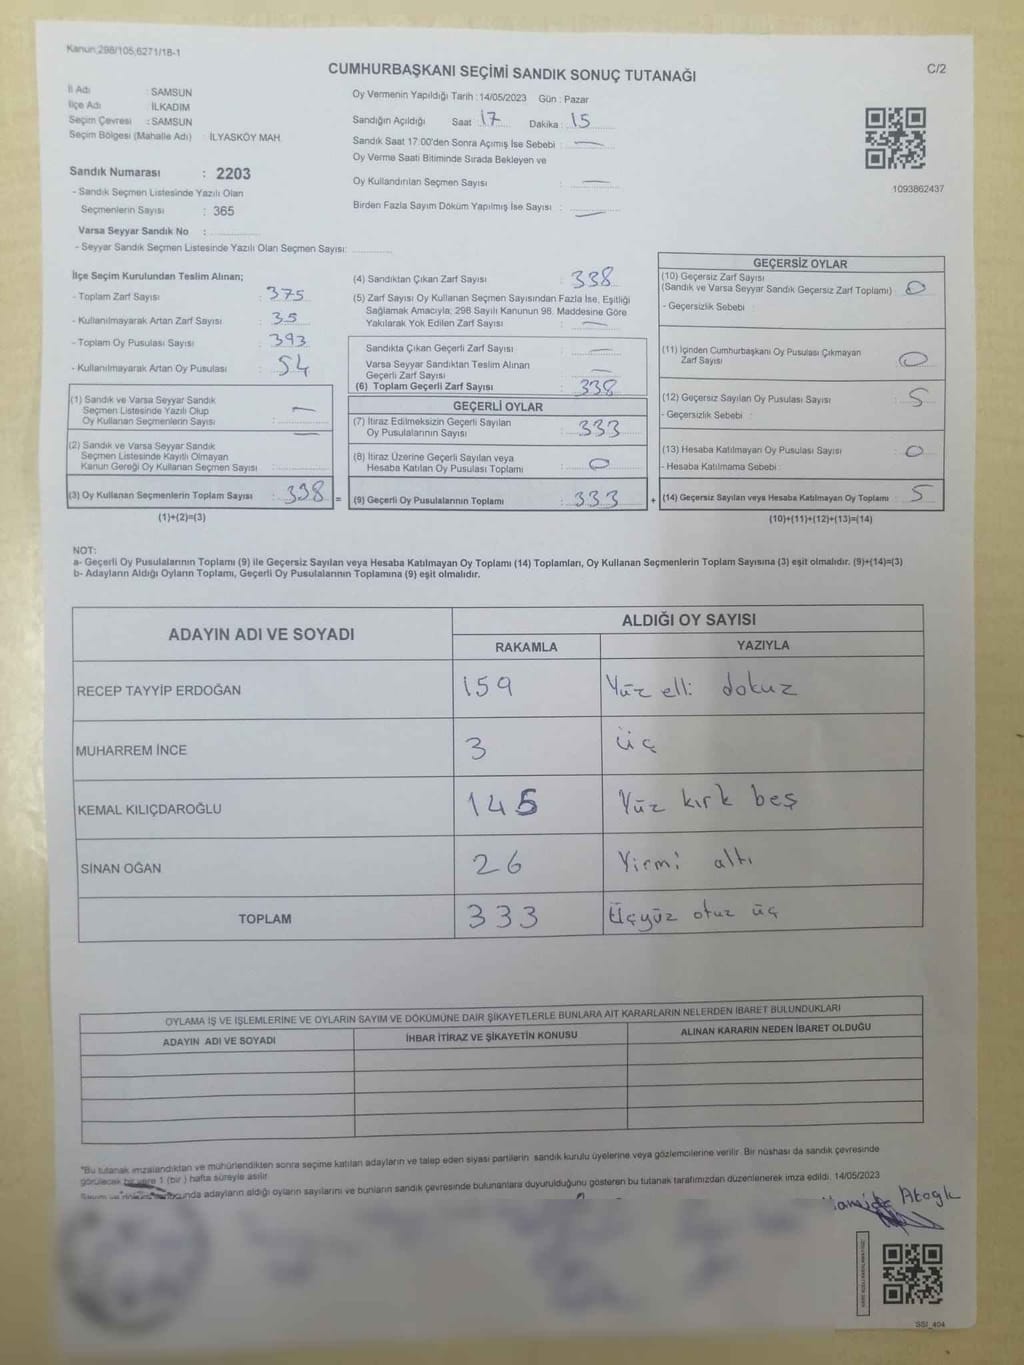 Kanun,298/105,6271/18-1
C/2
CUMHURBAŞKANI SEÇİMİ SANDIK SONUÇ TUTANAĞI
İl Adı : SAMSUN
İlçe Adı : İLKADIM
Seçim Çevresi : SAMSUN
Seçim Bölgesi (Mahalle Adı) : İLYASKÖY MAH.
Sandık Numarası : 2203
- Sandık Seçmen Listesinde Yazılı Olan
Seçmenlerin Sayısı : 365
Varsa Seyyar Sandık No :
- Seyyar Sandık Seçmen Listesinde Yazılı Olan Seçmen Sayısı:
Oy Vermenin Yapıldığı Tarih :14/05/2023 Gün : Pazar
Sandığın Açıldığı Saat 17 Dakika : 15
Sandık Saat 17.00'den Sonra Açımış İse Sebebi : —
Oy Verme Saati Bitiminde Sırada Bekleyen ve
Oy Kullandırılan Seçmen Sayısı : —
Birden Fazla Sayım Döküm Yapılmış İse Sayısı : —
1093862437
İlçe Seçim Kurulundan Teslim Alınan;
- Toplam Zarf Sayısı : 375
- Kullanılmayarak Artan Zarf Sayısı : 35
- Toplam Oy Pusulası Sayısı : 393
- Kullanılmayarak Artan Oy Pusulası : 54
(1) Sandık ve Varsa Seyyar Sandık
Seçmen Listesinde Yazılı Olup
Oy Kullanan Seçmenlerin Sayısı : —
(2) Sandık ve Varsa Seyyar Sandık
Seçmen Listesinde Kayıtlı Olmayan
Kanun Gereği Oy Kullanan Seçmen Sayısı : —
(3) Oy Kullanan Seçmenlerin Toplam Sayısı : 338 =
(1)+(2)=(3)
(4) Sandıktan Çıkan Zarf Sayısı : 338
(5) Zarf Sayısı Oy Kullanan Seçmen Sayısından Fazla İse, Eşitliği
Sağlamak Amacıyla, 298 Sayılı Kanunun 98. Maddesine Göre
Yakılarak Yok Edilen Zarf Sayısı : —
Sandıkta Çıkan Geçerli Zarf Sayısı : —
Varsa Seyyar Sandıktan Teslim Alınan
Geçerli Zarf Sayısı : —
(6) Toplam Geçerli Zarf Sayısı : 338
GEÇERLİ OYLAR
(7) İtiraz Edilmeksizin Geçerli Sayılan
Oy Pusulalarının Sayısı : 333
(8) İtiraz Üzerine Geçerli Sayılan veya
Hesaba Katılan Oy Pusulası Toplamı : 0
(9) Geçerli Oy Pusulalarının Toplamı : 333 +
GEÇERSİZ OYLAR
(10) Geçersiz Zarf Sayısı
(Sandık ve Varsa Seyyar Sandık Geçersiz Zarf Toplamı) : 0
- Geçersizlik Sebebi :
(11) İçinden Cumhurbaşkanı Oy Pusulası Çıkmayan
Zarf Sayısı : 0
(12) Geçersiz Sayılan Oy Pusulası Sayısı : 5
- Geçersizlik Sebebi :
(13) Hesaba Katılmayan Oy Pusulası Sayısı : 0
- Hesaba Katılmama Sebebi :
(14) Geçersiz Sayılan veya Hesaba Katılmayan Oy Toplamı : 5
(10)+(11)+(12)+(13)=(14)
NOT:
a- Geçerli Oy Pusulalarının Toplamı (9) ile Geçersiz Sayılan veya Hesaba Katılmayan Oy Toplamı (14) Toplamları, Oy Kullanan Seçmenlerin Toplam Sayısına (3) eşit olmalıdır. (9)+(14)=(3)
b- Adayların Aldığı Oyların Toplamı, Geçerli Oy Pusulalarının Toplamına (9) eşit olmalıdır.
ADAYIN ADI VE SOYADI ALDIĞI OY SAYISI
RAKAMLA YAZIYLA
RECEP TAYYİP ERDOĞAN 159 Yüz elli dokuz
MUHARREM İNCE 3 üç
KEMAL KILIÇDAROĞLU 145 Yüz kırk beş
SİNAN OĞAN 26 Yirmi altı
TOPLAM 333 Üçyüz otuz üç
OYLAMA İŞ VE İŞLEMLERİNE VE OYLARIN SAYIM VE DÖKÜMÜNE DAİR ŞİKAYETLERLE BUNLARA AİT KARARLARIN NELERDEN İBARET BULUNDUKLARI
ADAYIN ADI VE SOYADI İHBAR İTİRAZ VE ŞİKAYETİN KONUSU ALINAN KARARIN NEDEN İBARET OLDUĞU
"Bu tutanak imzalandıktan ve mühürlendikten sonra seçime katılan adayların ve talep eden siyasi partilerin sandık kurulu üyelerine veya gözlemcilerine verilir. Bir nüshası da sandık çevresinde
görülecek bir yere 1 (bir) hafta süreyle asılır.
adayların aldığı oyların sayılarını ve bunların sandık çevresinde bulunanlara duyurulduğunu gösteren bu tutanak tarafımızdan düzenlenerek imza edildi. 14/05/2023
SSI_404